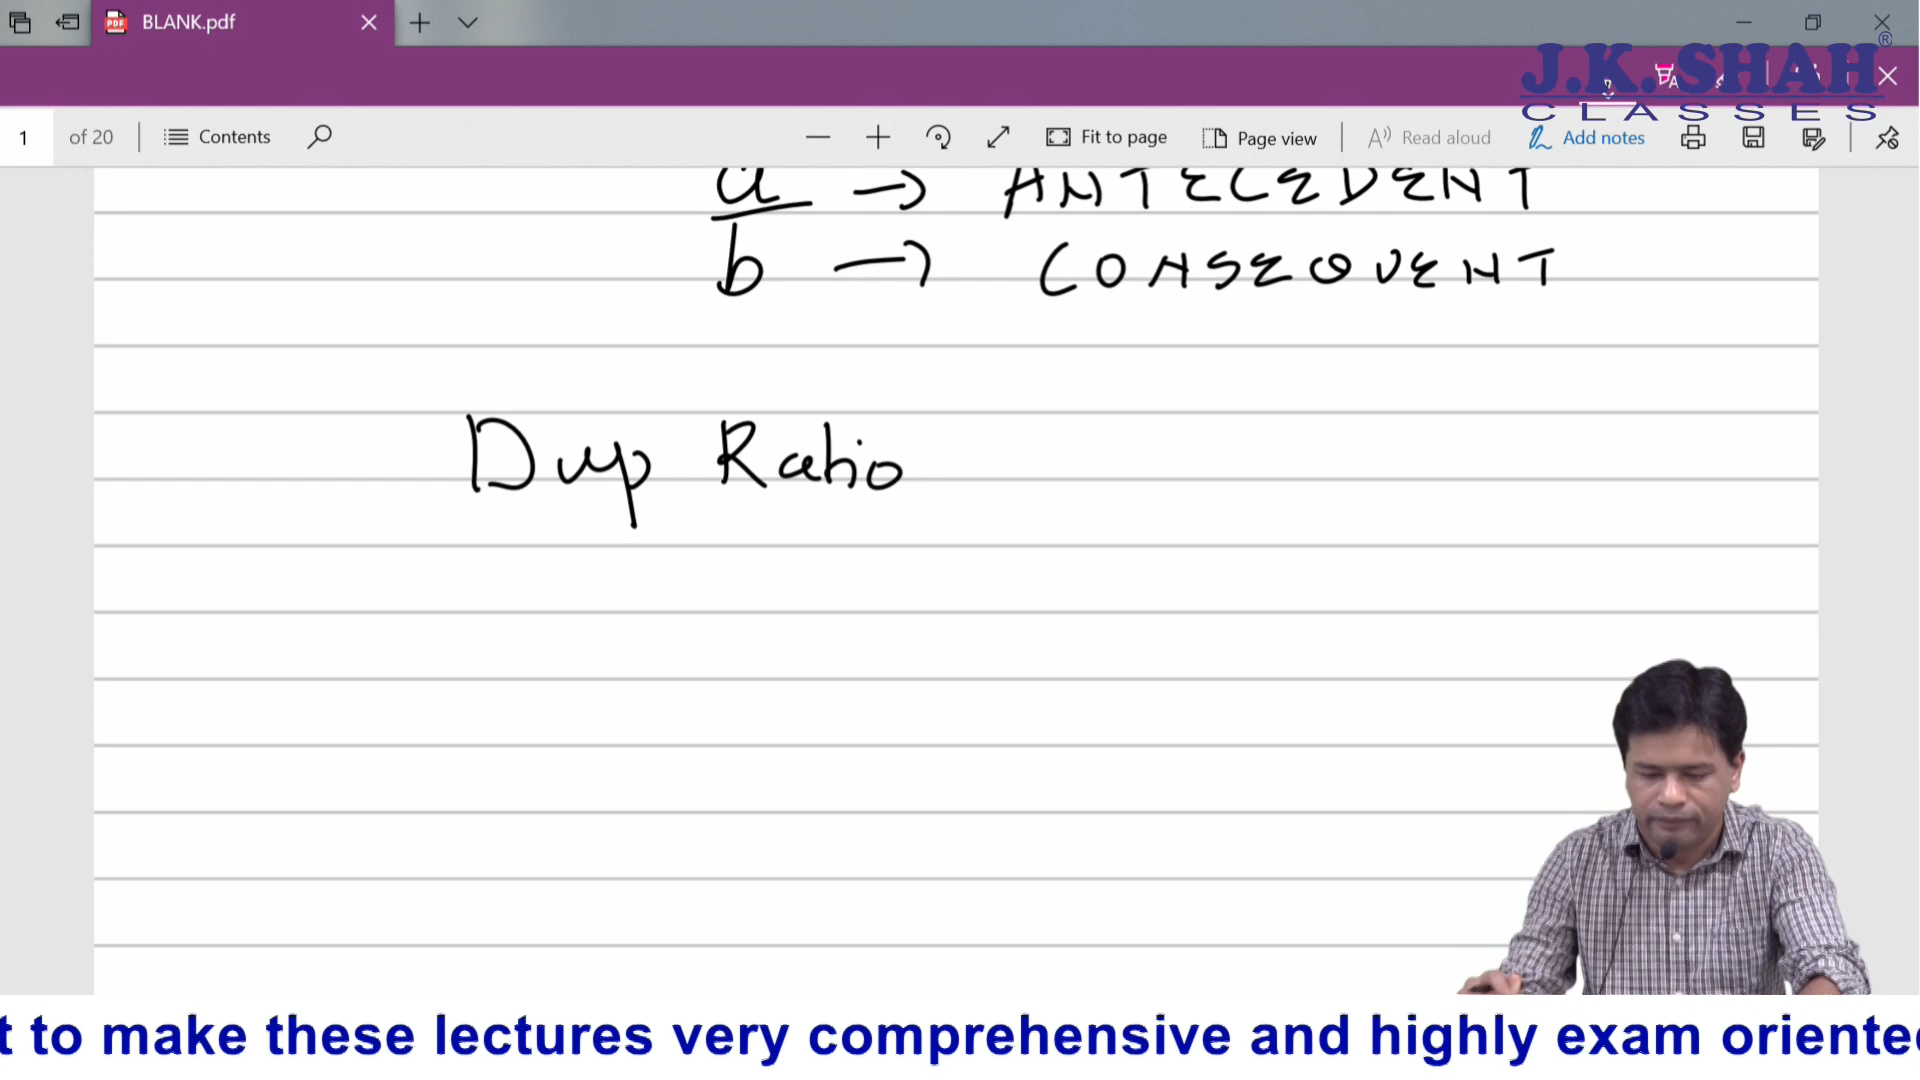 BLANK.pdf
J.K.SHAH®
CLASSES
1 of 20 Contents Fit to page Page view Read aloud Add notes
a → ANTECEDENT
b → CONSEQUENT
Dup Ratio
t to make these lectures very comprehensive and highly exam oriente